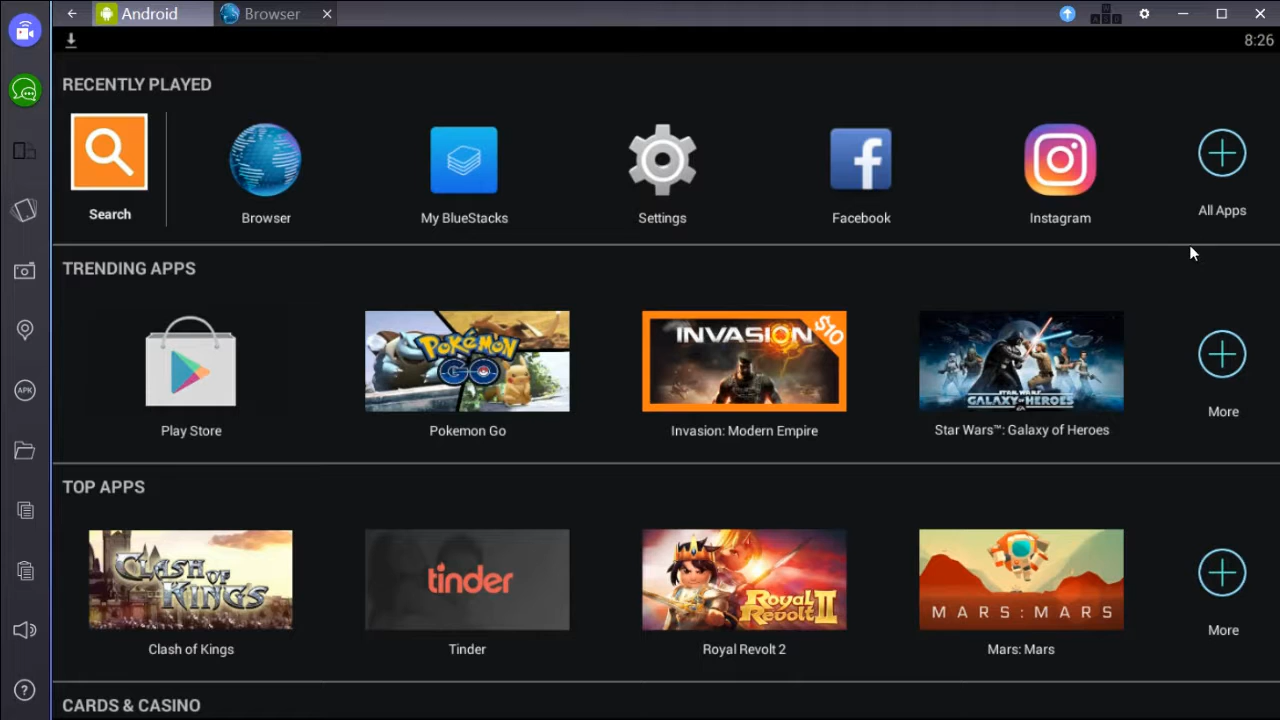 Android
Browser
8:26
RECENTLY PLAYED
Search
Browser
My BlueStacks
Settings
Facebook
Instagram
All Apps
TRENDING APPS
POKéMON
GO
INVASION $10
STAR WARS
GALAXY OF HEROES
Play Store
Pokemon Go
Invasion: Modern Empire
Star Wars™: Galaxy of Heroes
More
TOP APPS
CLASH OF
KINGS
tinder
Royal
Revolt II
MARS: MARS
Clash of Kings
Tinder
Royal Revolt 2
Mars: Mars
More
CARDS & CASINO
APK